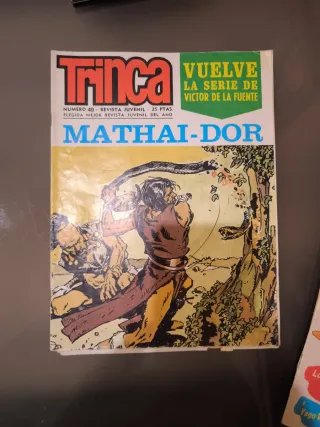 Trinca
NUMERO 40 - REVISTA JUVENIL - 25 PTAS.
ELEGIDA MEJOR REVISTA JUVENIL DEL AÑO
VUELVE
LA SERIE DE
VICTOR DE LA FUENTE
MATHAI-DOR